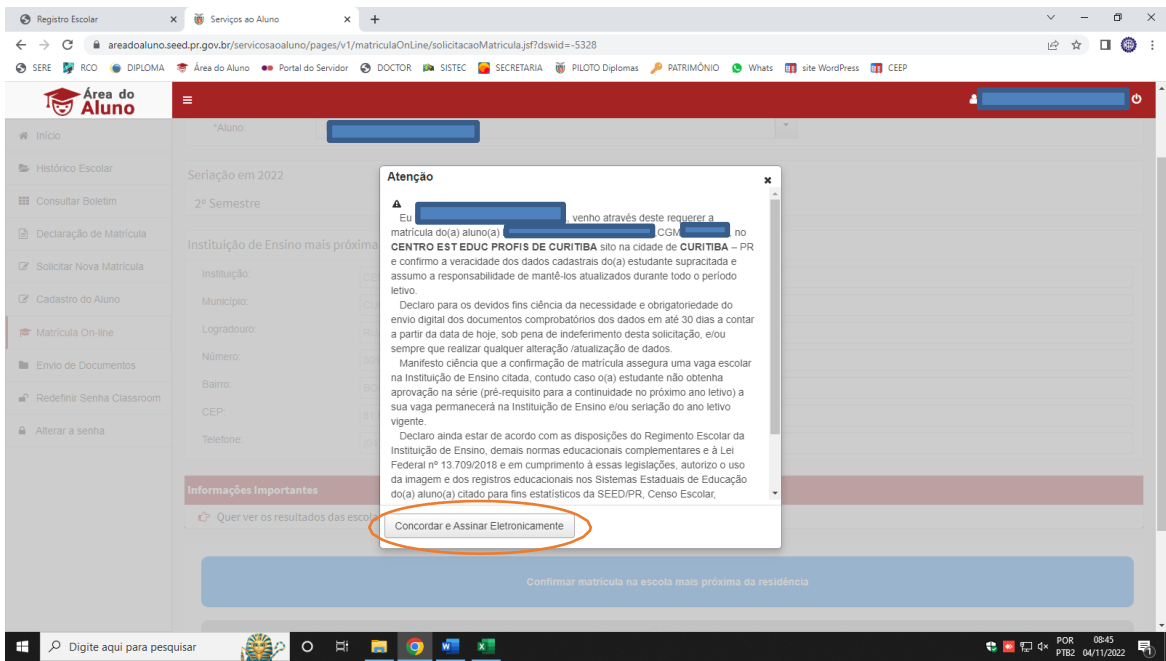 Registro Escolar
Serviços ao Aluno
areadoaluno.seed.pr.gov.br/servicosaoaluno/pages/v1/matriculaOnLine/solicitacaoMatricula.jsf?dswid=-5328
SERE RCO DIPLOMA Área do Aluno Portal do Servidor DOCTOR SISTEC SECRETARIA PILOTO Diplomas PATRIMÔNIO Whats site WordPress CEEP
Área do
Aluno
*Aluno:
Início
Histórico Escolar
Consultar Boletim
Declaração de Matrícula
Solicitar Nova Matrícula
Cadastro do Aluno
Matrícula On-line
Envio de Documentos
Redefinir Senha Classroom
Alterar a senha
Seriação em 2022
2º Semestre
Instituição de Ensino mais próxima
Instituição:
Município:
Logradouro:
Número:
Bairro:
CEP:
Telefone:
Atenção
Eu , venho através deste requerer a
matrícula do(a) aluno(a) ,CGM , no
CENTRO EST EDUC PROFIS DE CURITIBA sito na cidade de CURITIBA – PR
e confirmo a veracidade dos dados cadastrais do(a) estudante supracitada e
assumo a responsabilidade de mantê-los atualizados durante todo o período
letivo.
Declaro para os devidos fins ciência da necessidade e obrigatoriedade do
envio digital dos documentos comprobatórios dos dados em até 30 dias a contar
a partir da data de hoje, sob pena de indeferimento desta solicitação, e/ou
sempre que realizar qualquer alteração /atualização de dados.
Manifesto ciência que a confirmação de matrícula assegura uma vaga escolar
na Instituição de Ensino citada, contudo caso o(a) estudante não obtenha
aprovação na série (pré-requisito para a continuidade no próximo ano letivo) a
sua vaga permanecerá na Instituição de Ensino e/ou seriação do ano letivo
vigente.
Declaro ainda estar de acordo com as disposições do Regimento Escolar da
Instituição de Ensino, demais normas educacionais complementares e à Lei
Federal nº 13.709/2018 e em cumprimento à essas legislações, autorizo o uso
da imagem e dos registros educacionais nos Sistemas Estaduais de Educação
do(a) aluno(a) citado para fins estatísticos da SEED/PR, Censo Escolar,
Concordar e Assinar Eletronicamente
Informações Importantes
Quer ver os resultados das escol
Confirmar matrícula na escola mais próxima da residência
Digite aqui para pesquisar
POR 08:45
PTB2 04/11/2022